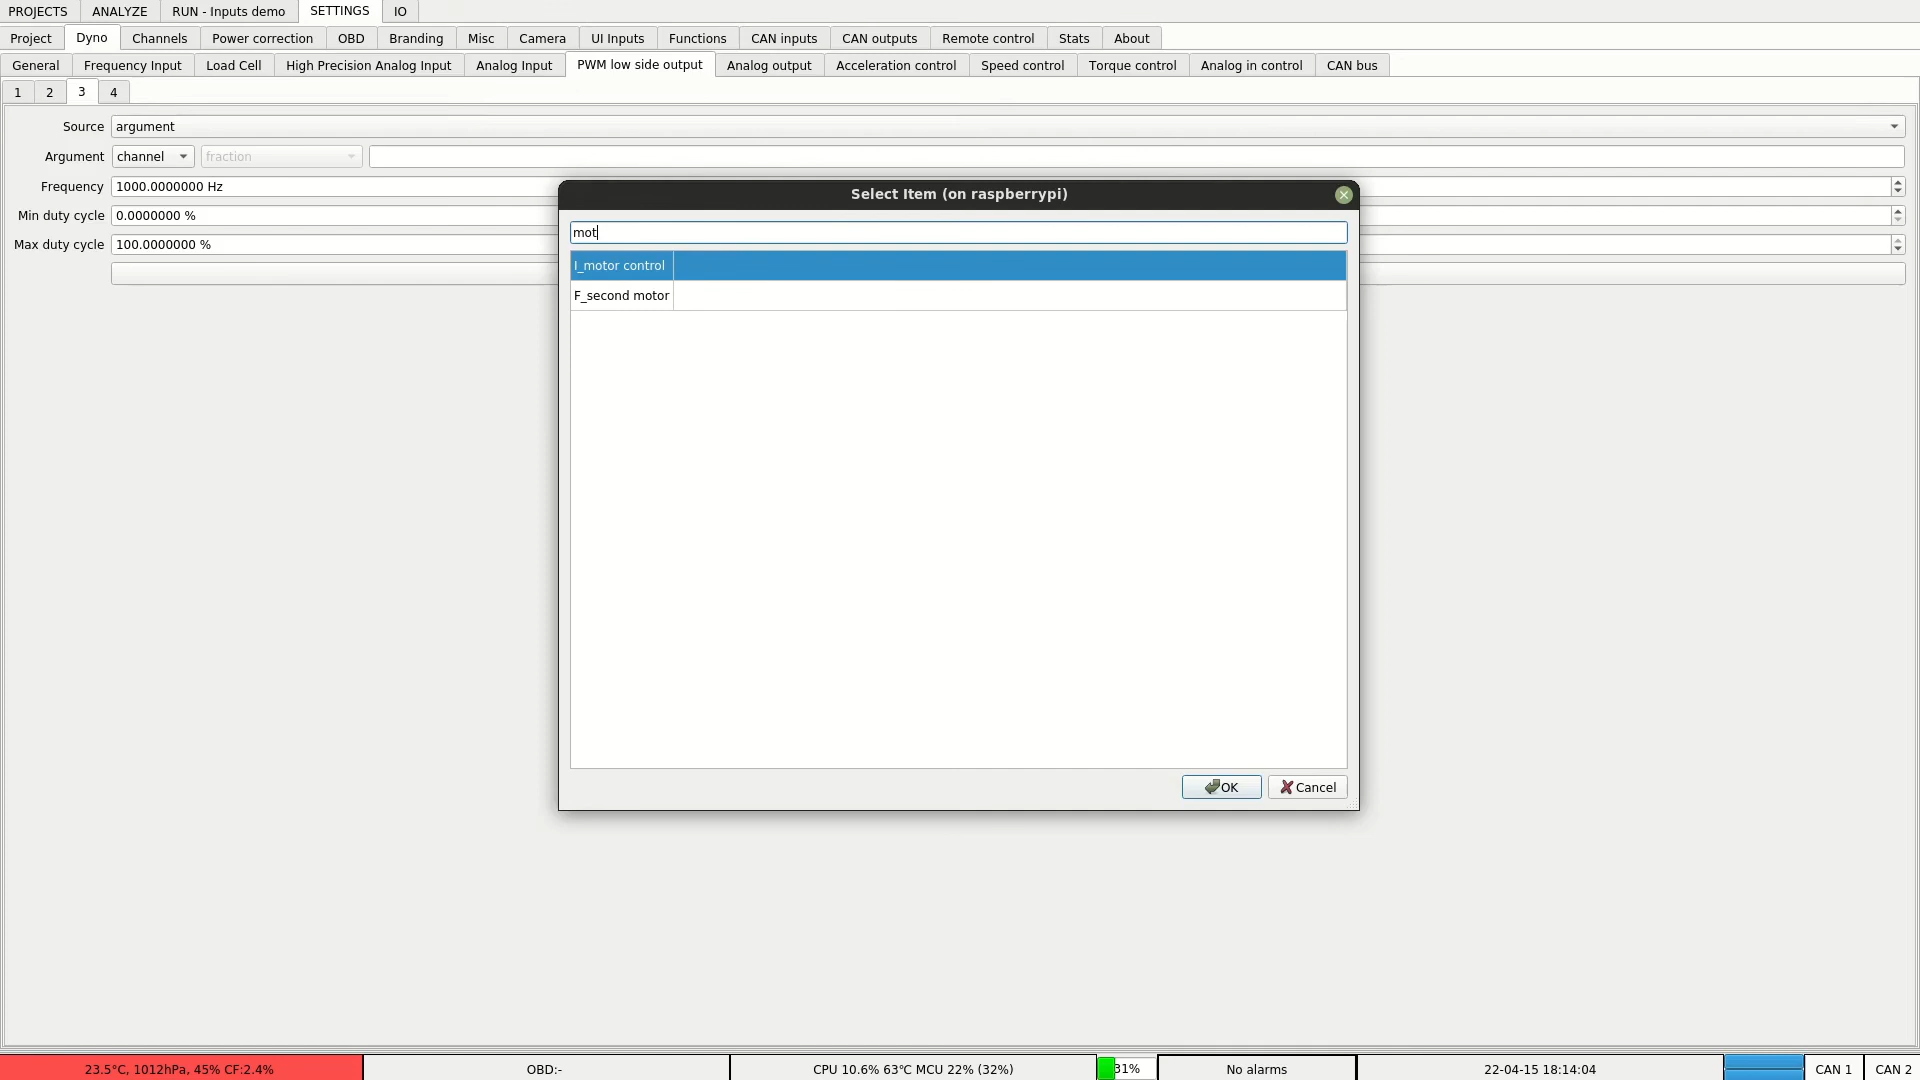 PROJECTS ANALYZE RUN - Inputs demo SETTINGS IO
Project Dyno Channels Power correction OBD Branding Misc Camera UI Inputs Functions CAN inputs CAN outputs Remote control Stats About
General Frequency Input Load Cell High Precision Analog Input Analog Input PWM low side output Analog output Acceleration control Speed control Torque control Analog in control CAN bus
1 2 3 4
Source argument
Argument channel fraction
Frequency 1000.0000000 Hz
Min duty cycle 0.0000000 %
Max duty cycle 100.0000000 %
Select Item (on raspberrypi)
mot
I_motor control
F_second motor
OK Cancel
23.5°C, 1012hPa, 45% CF:2.4% OBD:- CPU 10.6% 63°C MCU 22% (32%) 31% No alarms 22-04-15 18:14:04 CAN 1 CAN 2